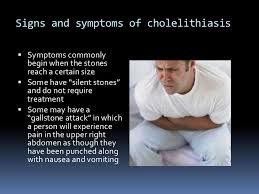 Signs and symptoms of cholelithiasis
Symptoms commonly
begin when the stones
reach a certain size
Some have "silent stones"
and do not require
treatment
Some may have a
"gallstone attack" in which
a person will experience
pain in the upper right
abdomen as though they
have been punched along
with nausea and vomiting